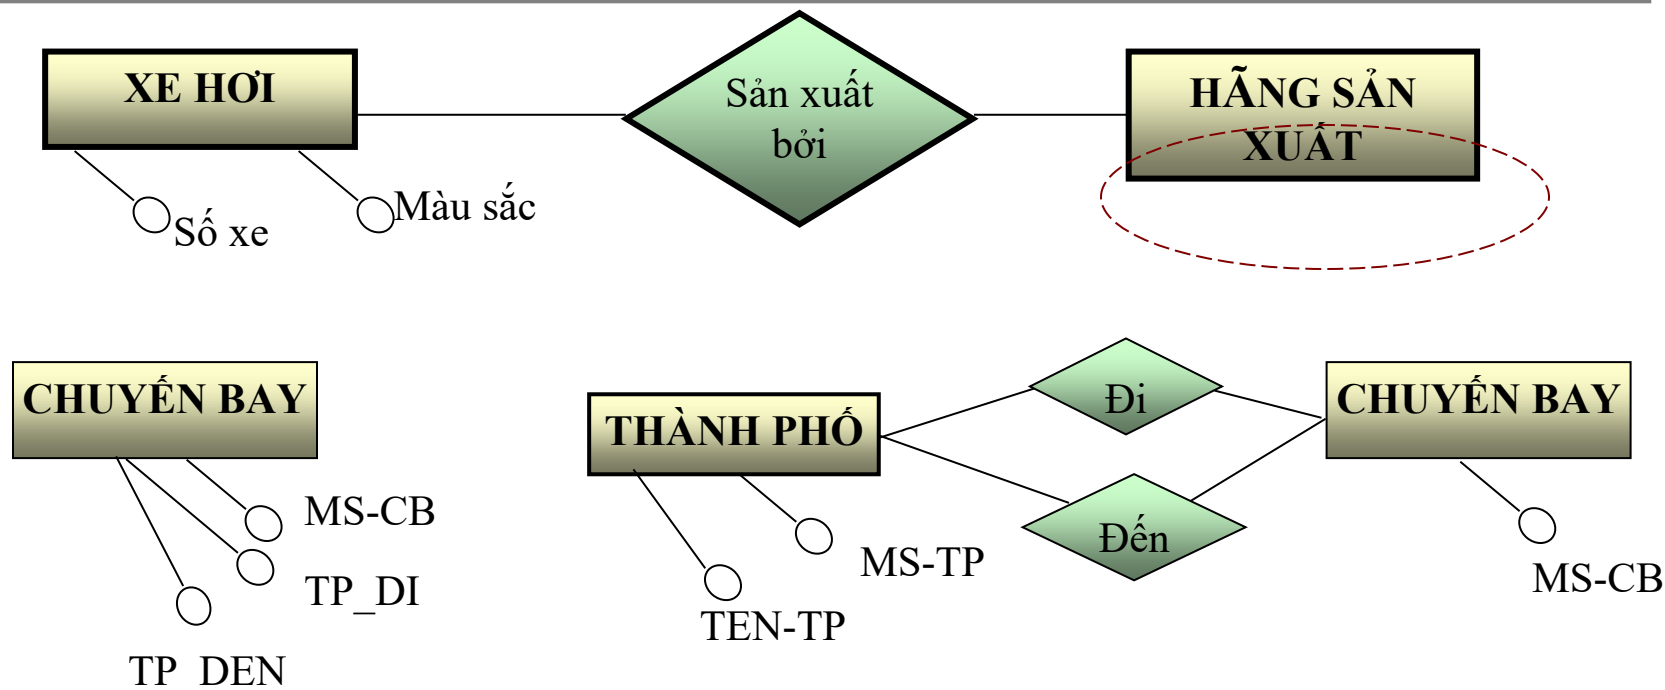 XE HƠI
Sản xuất
bởi
HÃNG SẢN
XUẤT
Số xe
Màu sắc
CHUYẾN BAY
MS-CB
TP_DI
TP_DEN
THÀNH PHỐ
MS-TP
TEN-TP
Đi
Đến
CHUYẾN BAY
MS-CB